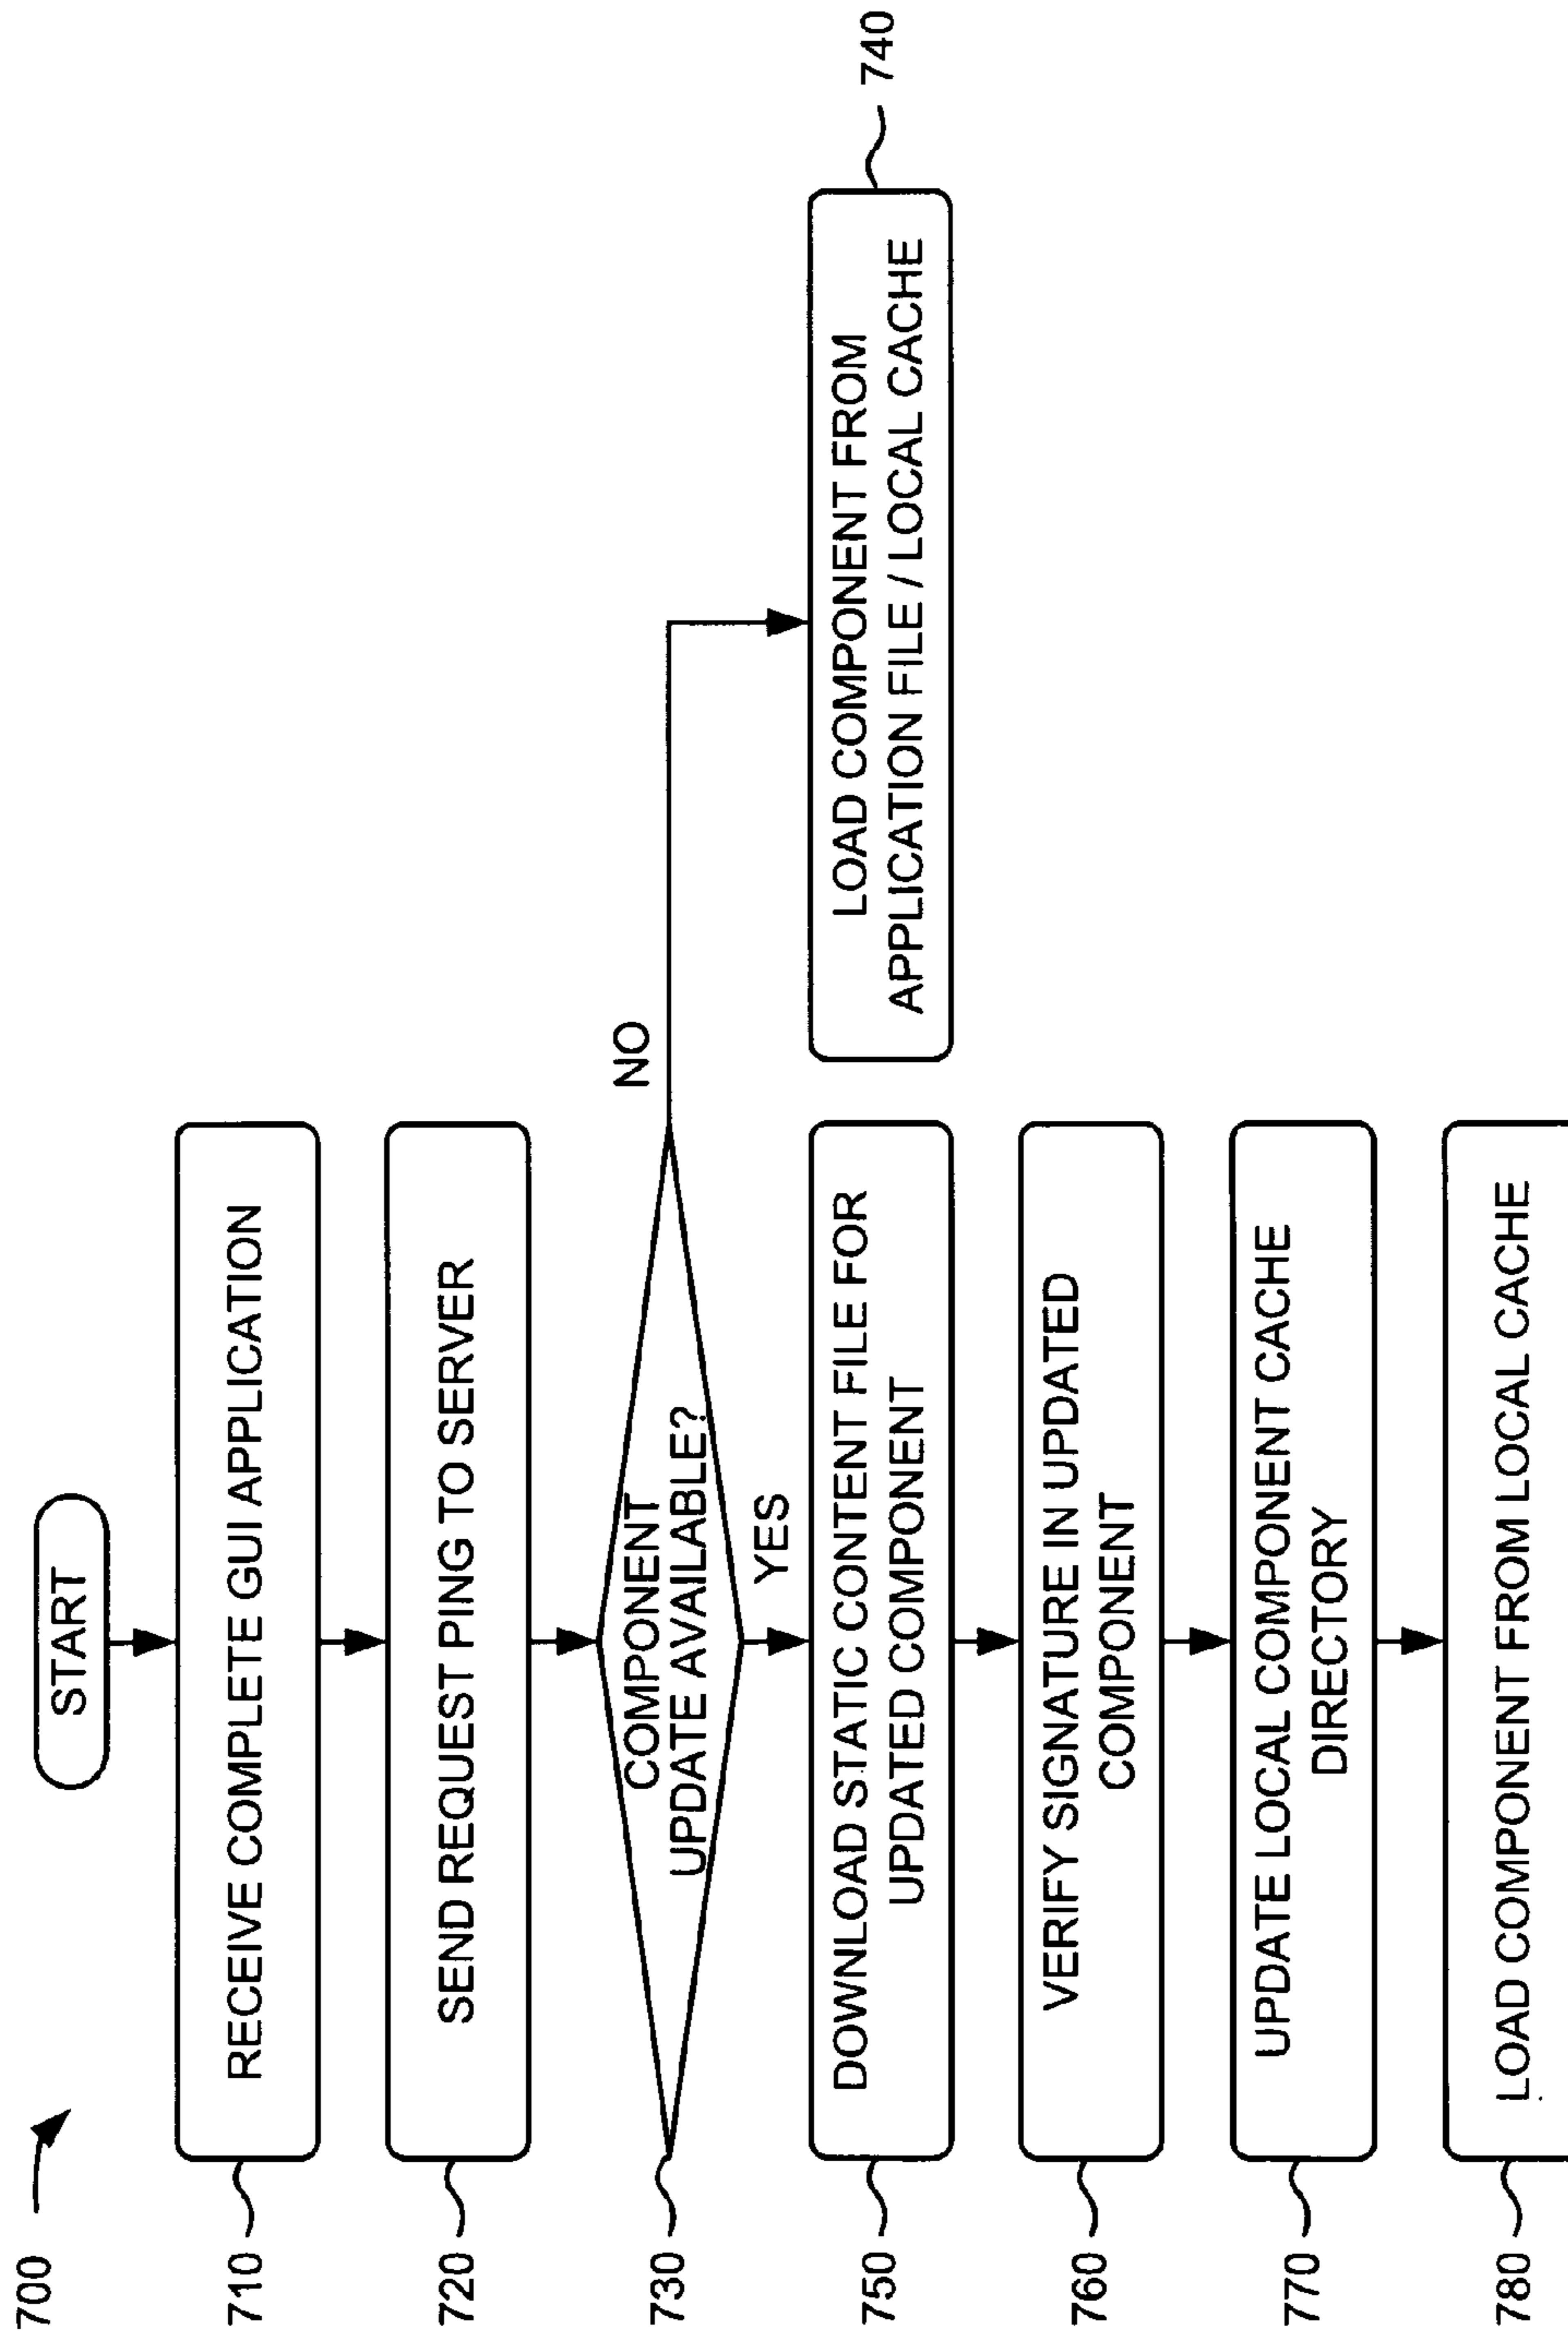 700
START
710
RECEIVE COMPLETE GUI APPLICATION
720
SEND REQUEST PING TO SERVER
730
COMPONENT
UPDATE AVAILABLE?
NO
YES
740
LOAD COMPONENT FROM
APPLICATION FILE / LOCAL CACHE
750
DOWNLOAD STATIC CONTENT FILE FOR
UPDATED COMPONENT
760
VERIFY SIGNATURE IN UPDATED
COMPONENT
770
UPDATE LOCAL COMPONENT CACHE
DIRECTORY
780
LOAD COMPONENT FROM LOCAL CACHE